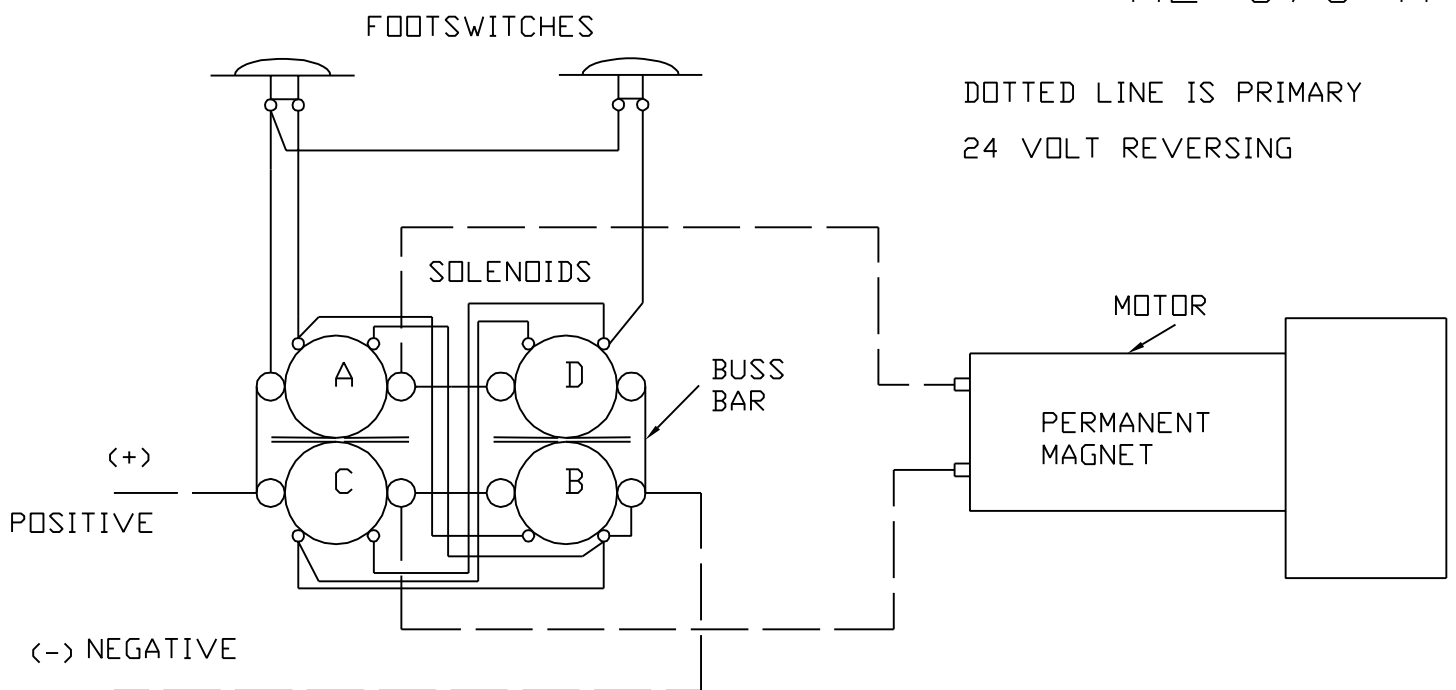 FOOTSWITCHES
DOTTED LINE IS PRIMARY
24 VOLT REVERSING
SOLENOIDS
MOTOR
A
D
BUSS
BAR
PERMANENT
MAGNET
(+)
C
B
POSITIVE
(-) NEGATIVE